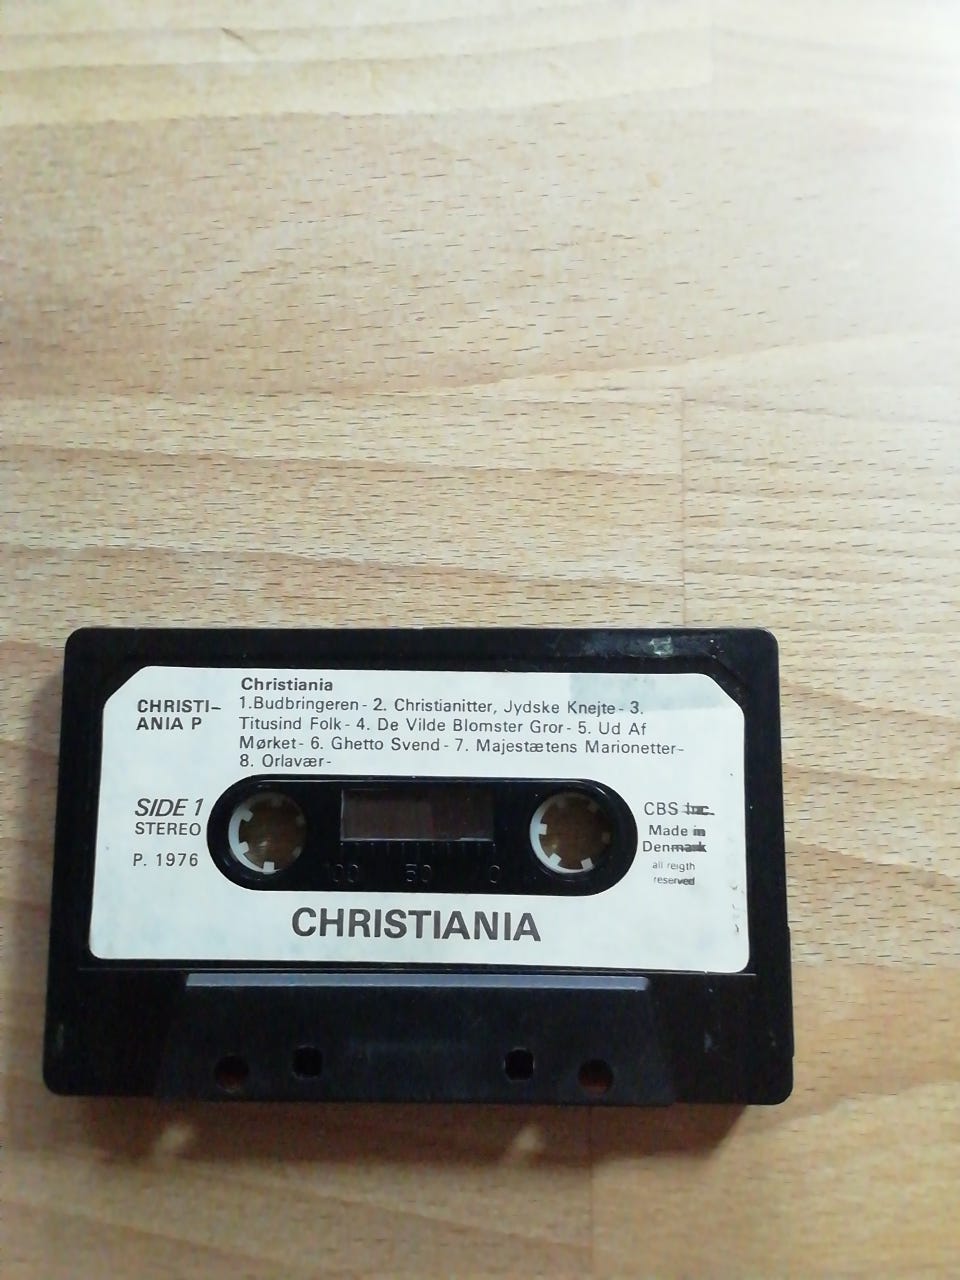 Christiania
CHRISTI-
ANIA P
1.Budbringeren - 2. Christianitter, Jydske Knejte - 3.
Titusind Folk - 4. De Vilde Blomster Gror - 5. Ud Af
Mørket - 6. Ghetto Svend - 7. Majestætens Marionetter-
8. Orlavær-
SIDE 1
STEREO
P. 1976
CBS Inc.
Made in
Denmark
all reigth
reserved
100 50 0
CHRISTIANIA